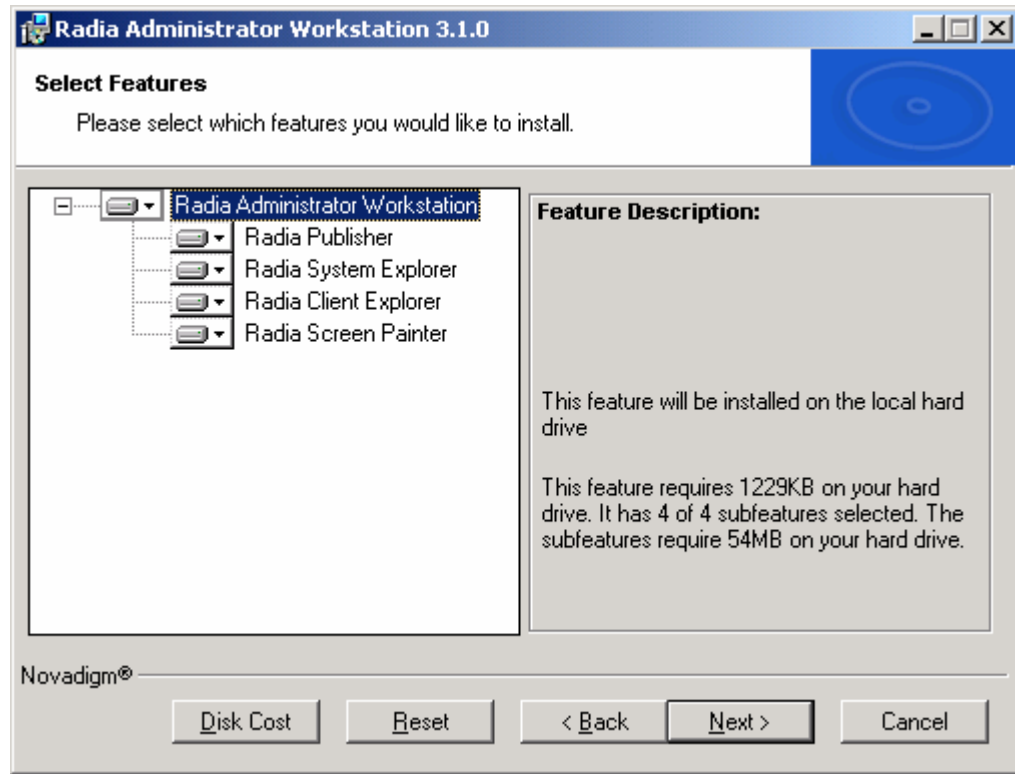 Radia Administrator Workstation 3.1.0
Select Features
Please select which features you would like to install.
Radia Administrator Workstation
Radia Publisher
Radia System Explorer
Radia Client Explorer
Radia Screen Painter
Feature Description:
This feature will be installed on the local hard
drive
This feature requires 1229KB on your hard
drive. It has 4 of 4 subfeatures selected. The
subfeatures require 54MB on your hard drive.
Novadigm®
Disk Cost
Reset
< Back
Next >
Cancel